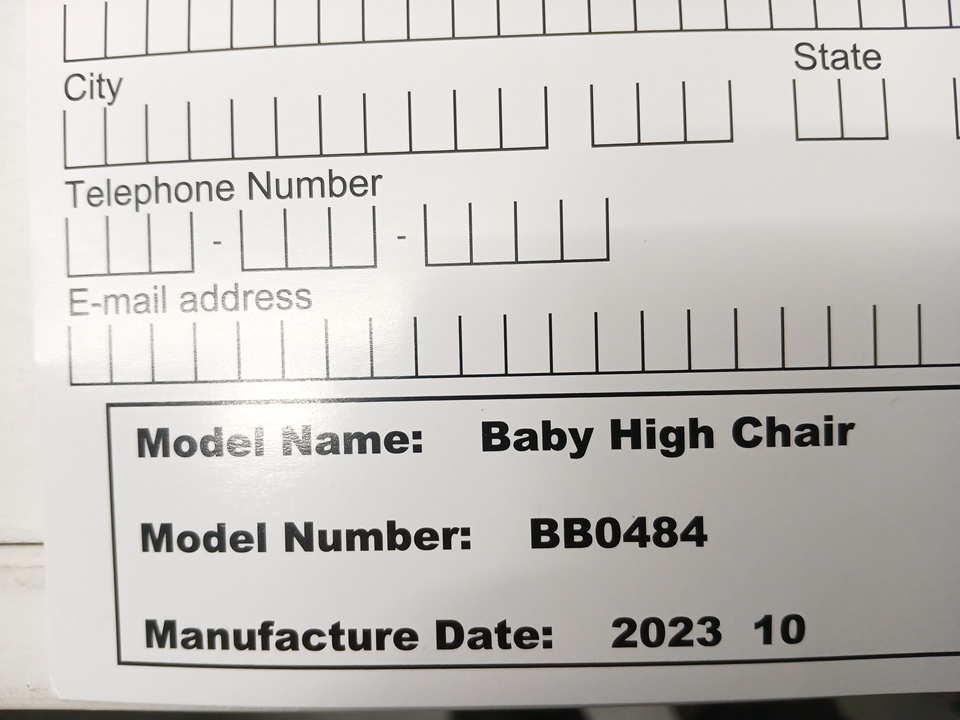 City State
Telephone Number
- -
E-mail address
Model Name: Baby High Chair
Model Number: BB0484
Manufacture Date: 2023 10